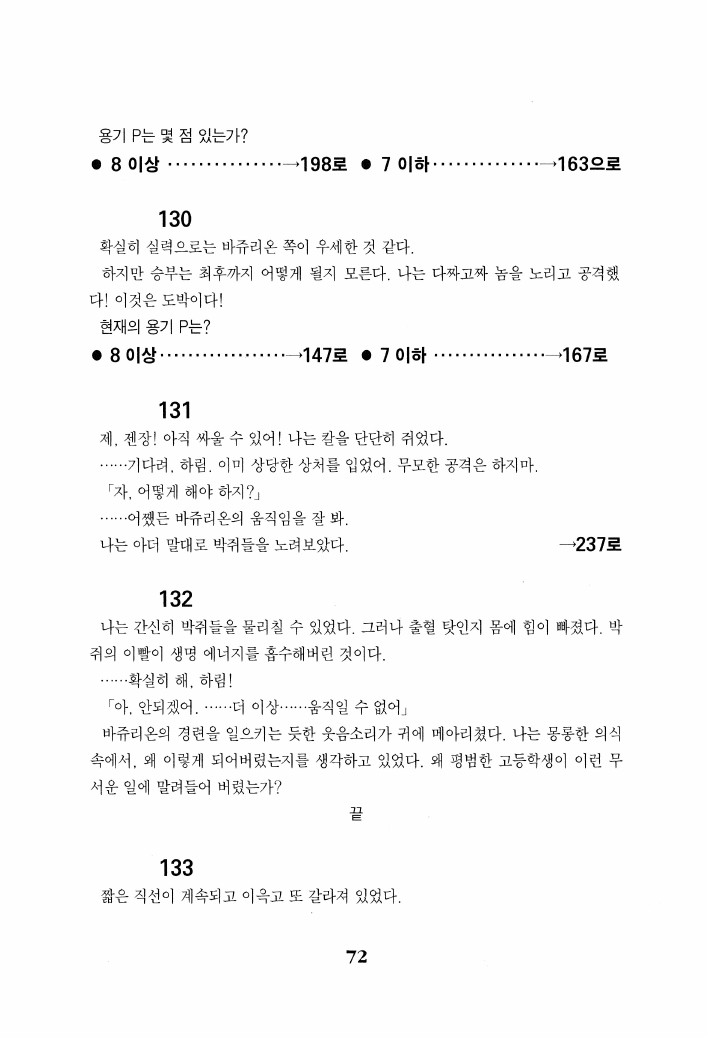 용기 P는 몇 점 있는가?
● 8 이상 ···············→198로 ● 7 이하··············→163으로
130
확실히 실력으로는 바쥬리온 쪽이 우세한 것 같다.
하지만 승부는 최후까지 어떻게 될지 모른다. 나는 다짜고짜 놈을 노리고 공격했
다! 이것은 도박이다!
현재의 용기 P는?
● 8 이상··················→147로 ● 7 이하 ················→167로
131
제, 젠장! 아직 싸울 수 있어! 나는 칼을 단단히 쥐었다.
……기다려, 하림. 이미 상당한 상처를 입었어. 무모한 공격은 하지마.
「자, 어떻게 해야 하지?」
……어쨌든 바쥬리온의 움직임을 잘 봐.
나는 아더 말대로 박쥐들을 노려보았다. →237로
132
나는 간신히 박쥐들을 물리칠 수 있었다. 그러나 출혈 탓인지 몸에 힘이 빠졌다. 박
쥐의 이빨이 생명 에너지를 흡수해버린 것이다.
……확실히 해, 하림!
「아, 안되겠어. ……더 이상……움직일 수 없어」
바쥬리온의 경련을 일으키는 듯한 웃음소리가 귀에 메아리쳤다. 나는 몽롱한 의식
속에서, 왜 이렇게 되어버렸는지를 생각하고 있었다. 왜 평범한 고등학생이 이런 무
서운 일에 말려들어 버렸는가?
끝
133
짧은 직선이 계속되고 이윽고 또 갈라져 있었다.
72